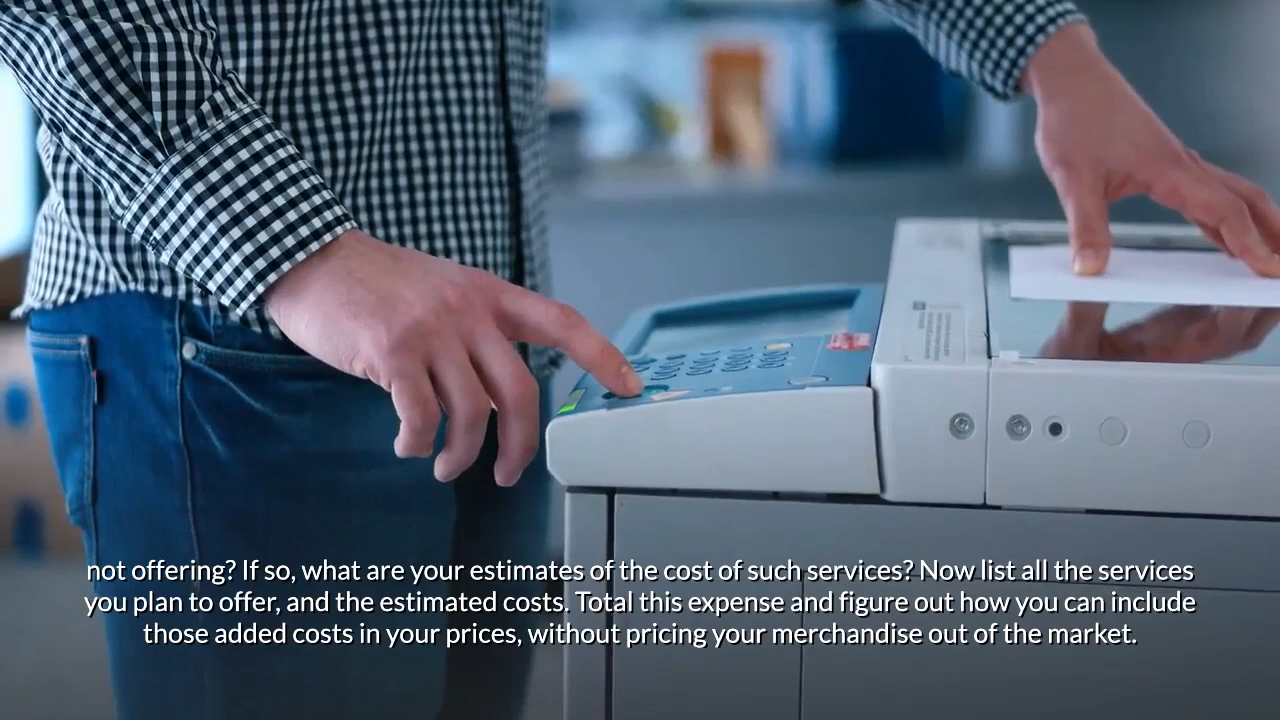 not offering? If so, what are your estimates of the cost of such services? Now list all the services
you plan to offer, and the estimated costs. Total this expense and figure out how you can include
those added costs in your prices, without pricing your merchandise out of the market.